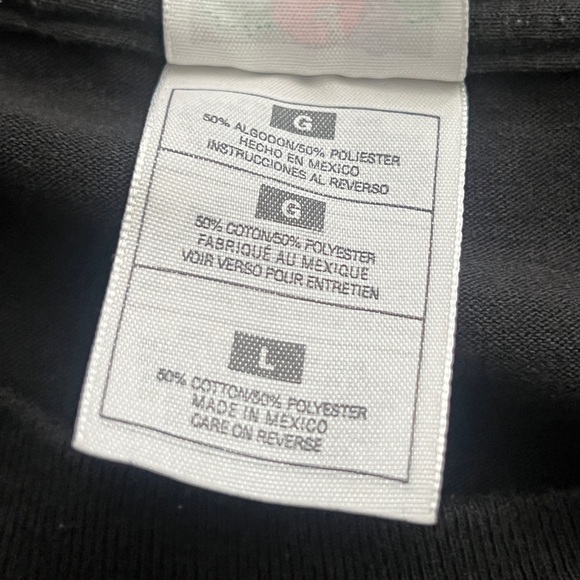 G
50% ALGODON/50% POLIESTER
HECHO EN MEXICO
INSTRUCCIONES AL REVERSO
G
50% COTON/50% POLYESTER
FABRIQUE AU MEXIQUE
VOIR VERSO POUR ENTRETIEN
L
50% COTTON/50% POLYESTER
MADE IN MEXICO
CARE ON REVERSE